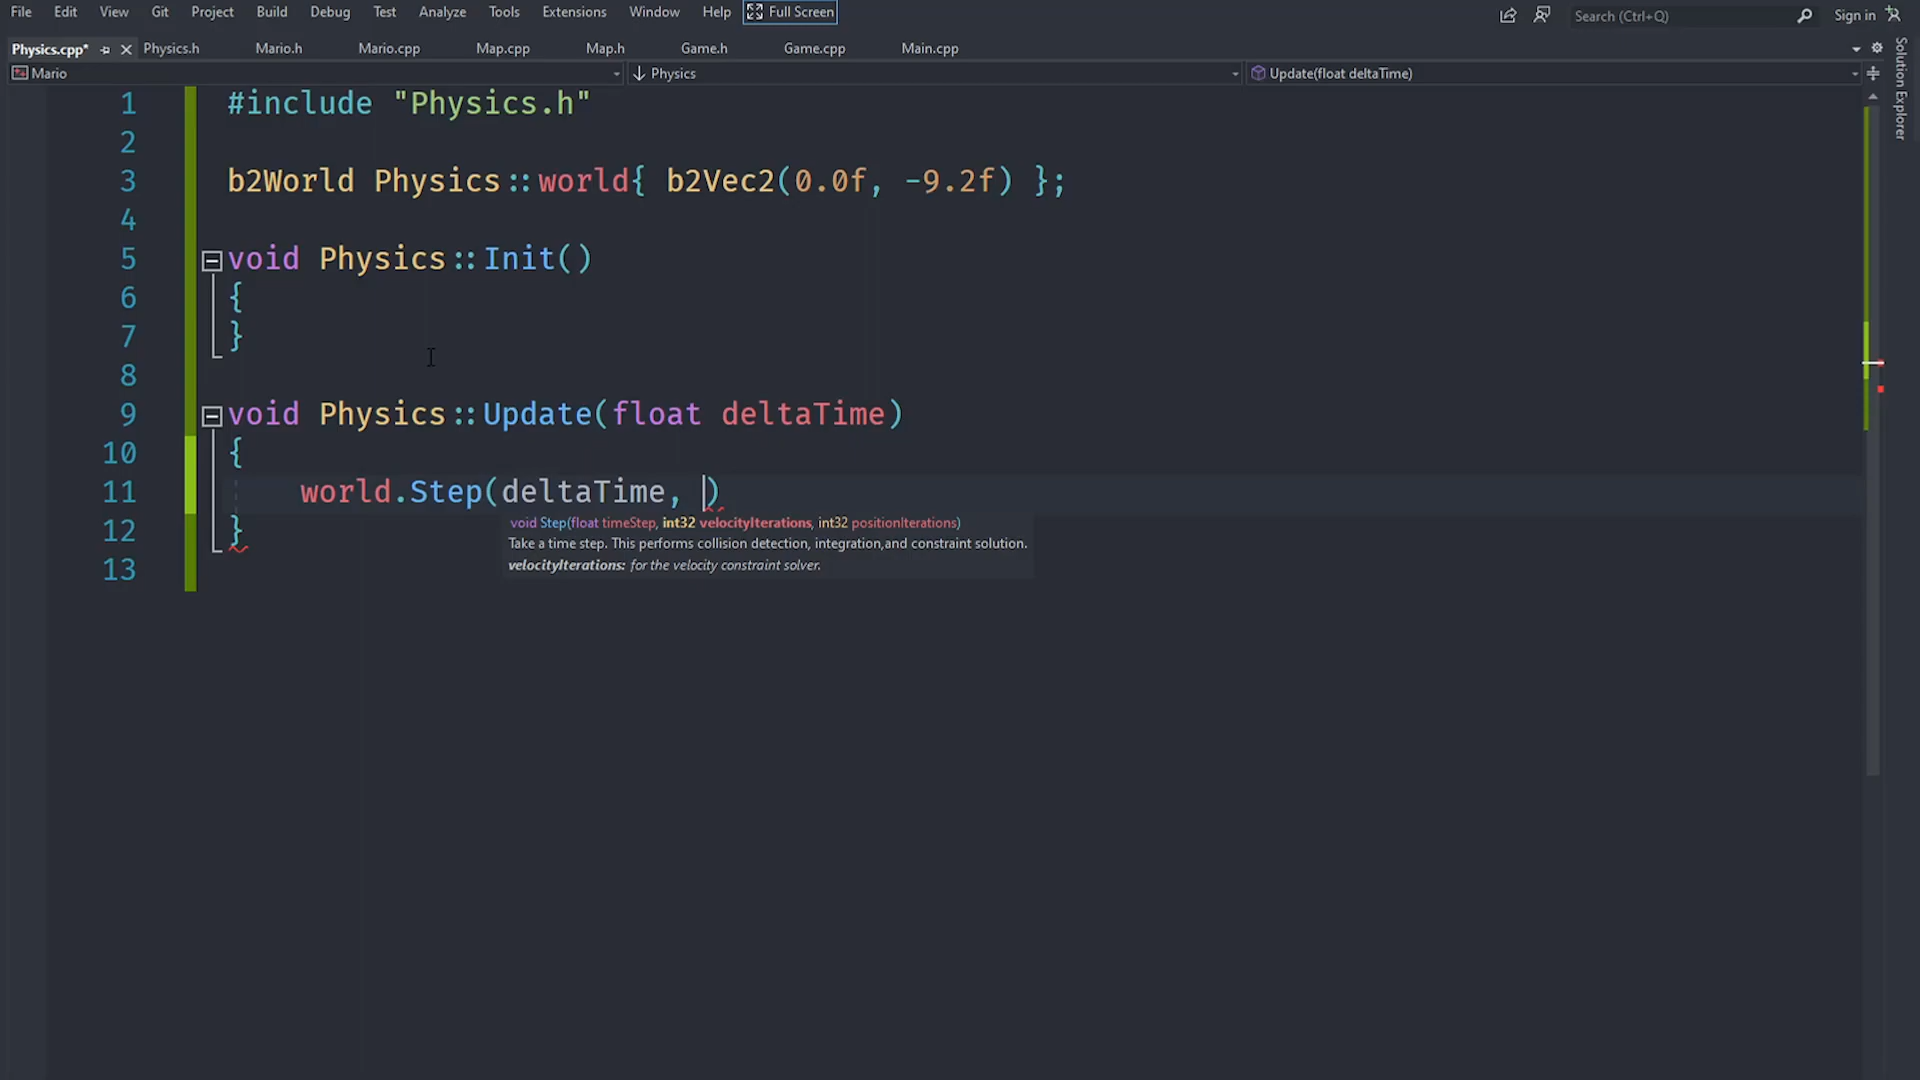 File Edit View Git Project Build Debug Test Analyze Tools Extensions Window Help Full Screen Search (Ctrl+Q) Sign in
Physics.cpp* Physics.h Mario.h Mario.cpp Map.cpp Map.h Game.h Game.cpp Main.cpp
Mario Physics Update(float deltaTime)
Solution Explorer
1 #include "Physics.h"
2
3 b2World Physics::world{ b2Vec2(0.0f, -9.2f) };
4
5 void Physics::Init()
6 {
7 }
8
9 void Physics::Update(float deltaTime)
10 {
11 world.Step(deltaTime, )
void Step(float timeStep, int32 velocityIterations, int32 positionIterations)
Take a time step. This performs collision detection, integration,and constraint solution.
velocityIterations: for the velocity constraint solver.
12 }
13